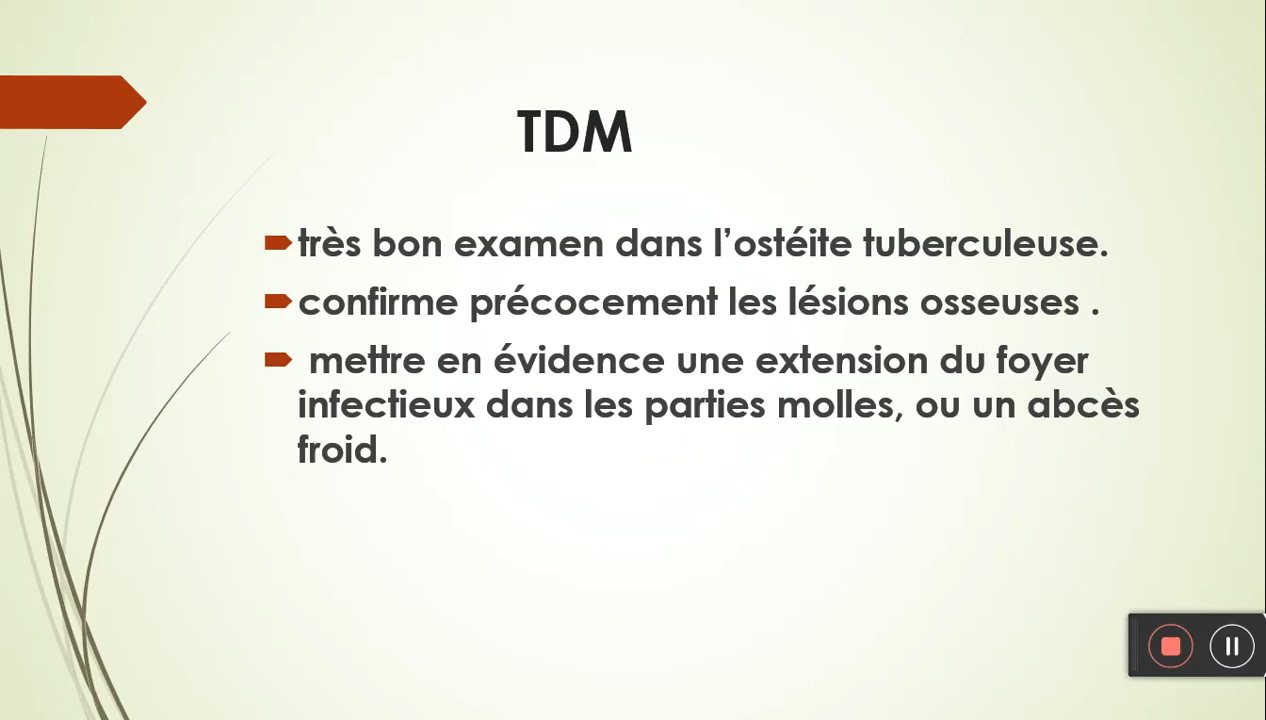 TDM
très bon examen dans l’ostéite tuberculeuse.
confirme précocement les lésions osseuses .
mettre en évidence une extension du foyer
infectieux dans les parties molles, ou un abcès
froid.